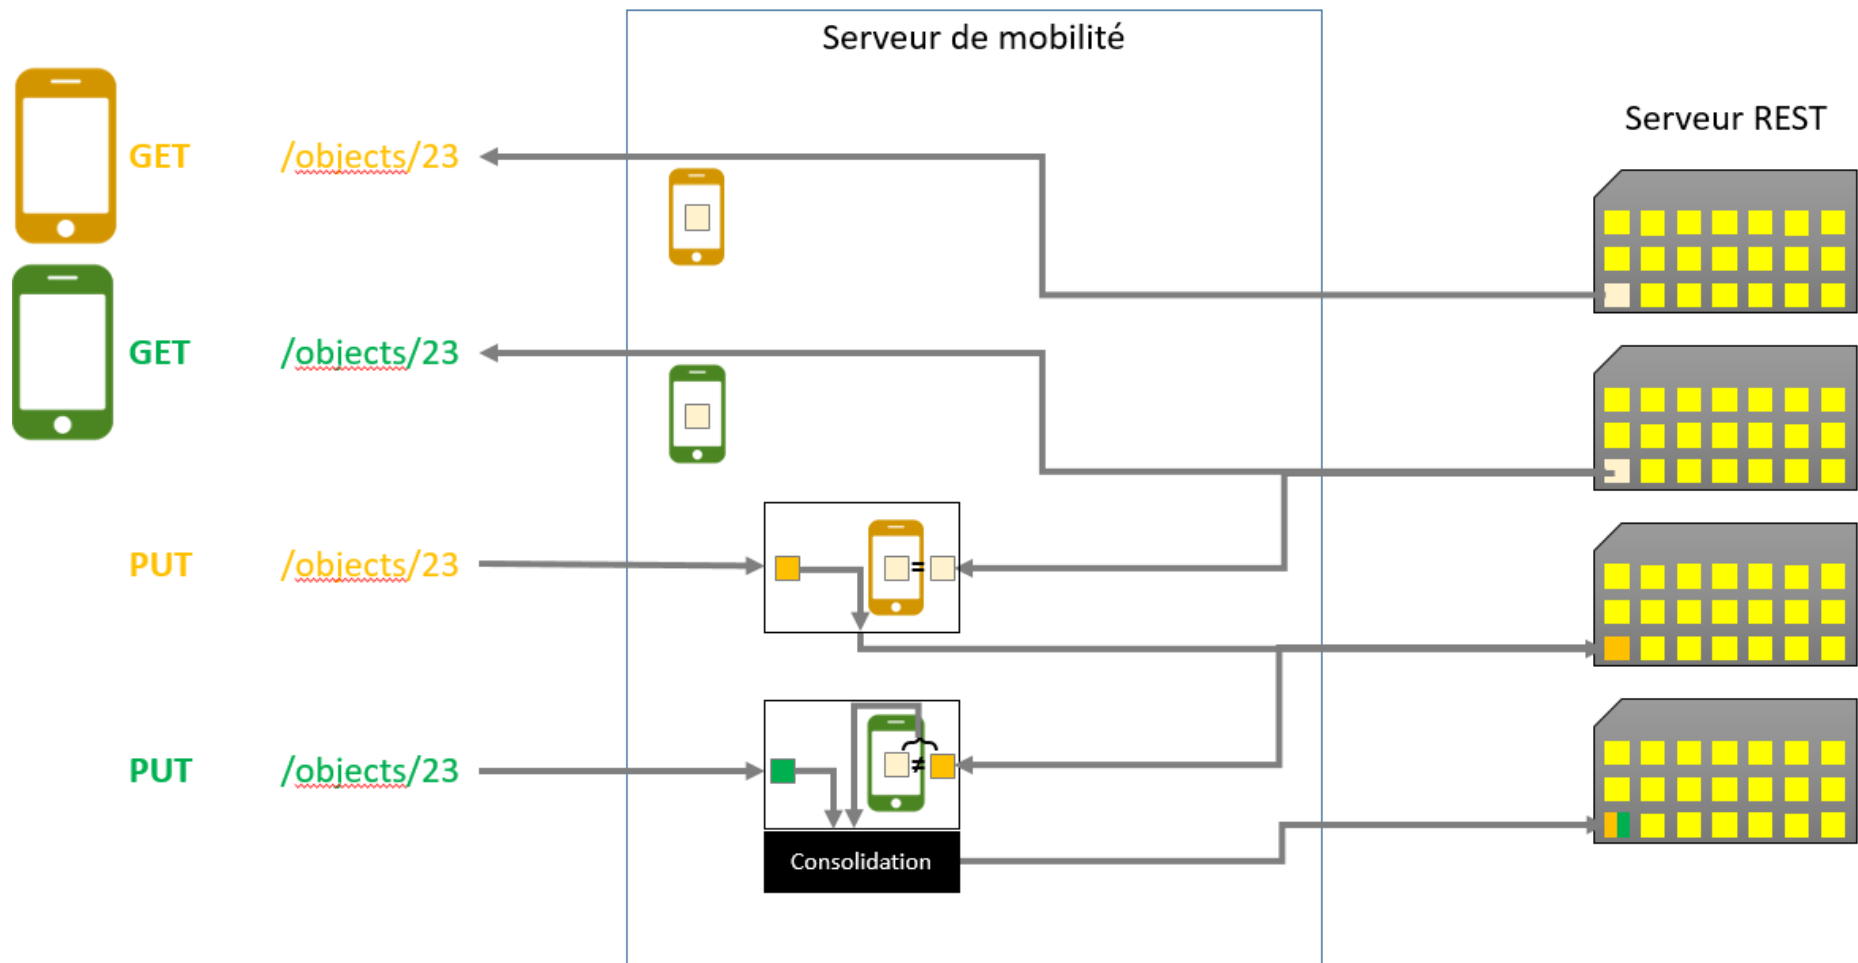 Serveur de mobilité
Serveur REST
GET /objects/23
GET /objects/23
PUT /objects/23
=
PUT /objects/23
≠
Consolidation